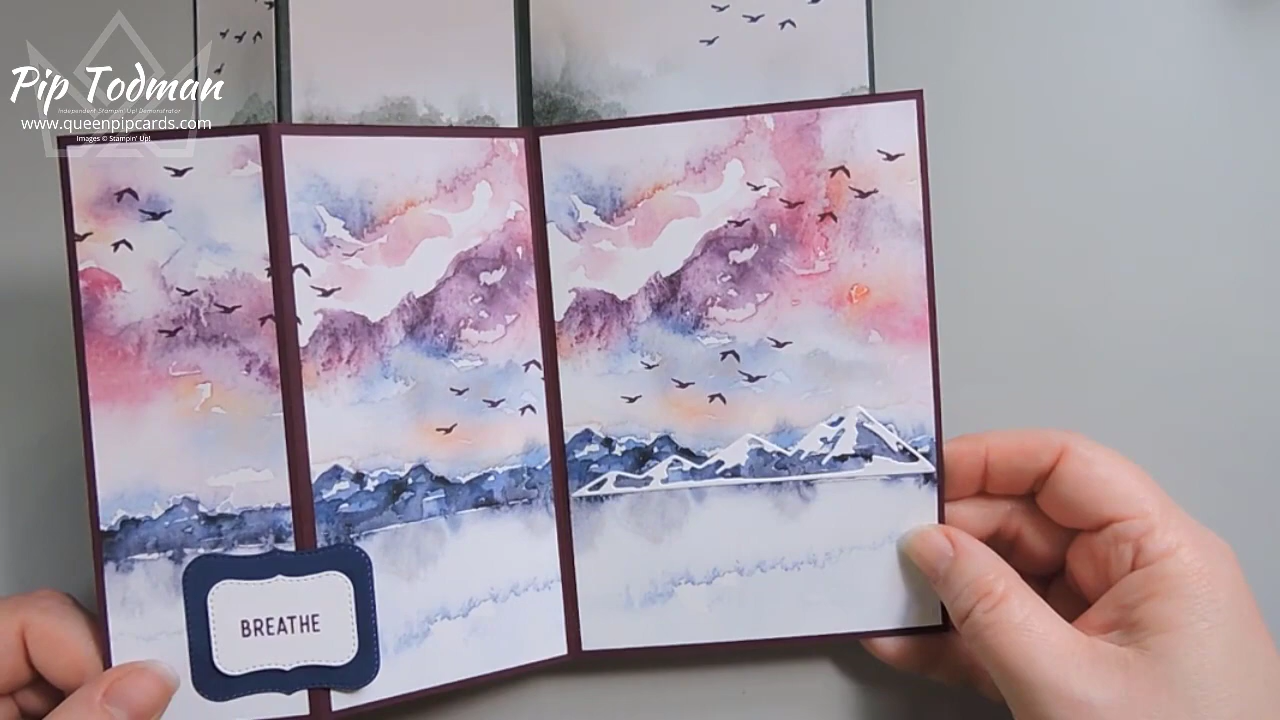 Pip Todman
Independent Stampin' Up! Demonstrator
www.queenpipcards.com
Images © Stampin' Up!
BREATHE